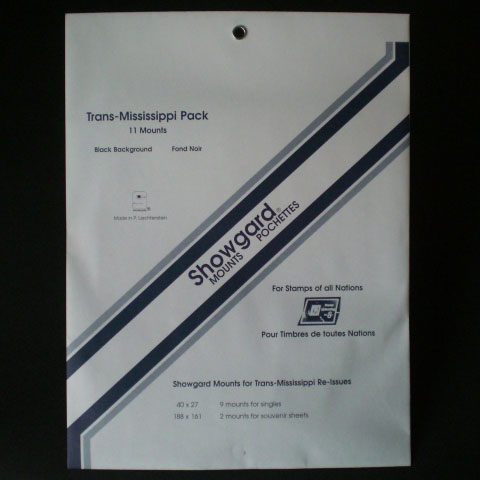 Trans-Mississippi Pack
11 Mounts
Black Background Fond Noir
Showgard®
MOUNTS
POCHETTES
For Stamps of all Nations
Pour Timbres de toutes Nations
Showgard Mounts for Trans-Mississippi Re-Issues
40 x 27 9 mounts for singles
188 x 161 2 mounts for souvenir sheets